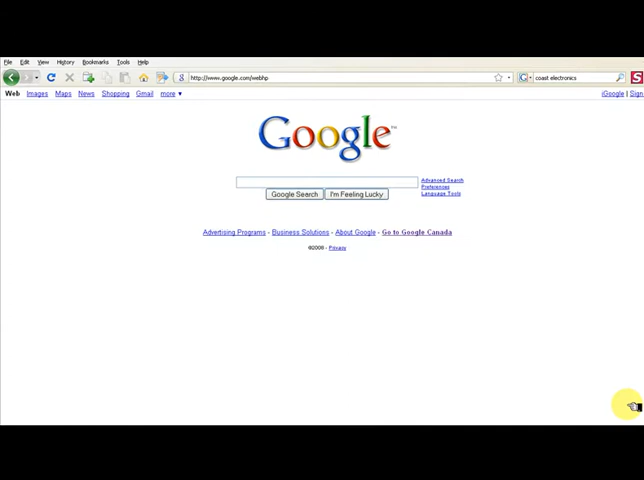 File Edit View History Bookmarks Tools Help
http://www.google.com/webhp coast electronics
Web Images Maps News Shopping Gmail more ▼ iGoogle | Sign
Google™
Advanced Search
Preferences
Language Tools
Google Search I'm Feeling Lucky
Advertising Programs - Business Solutions - About Google - Go to Google Canada
©2008 - Privacy